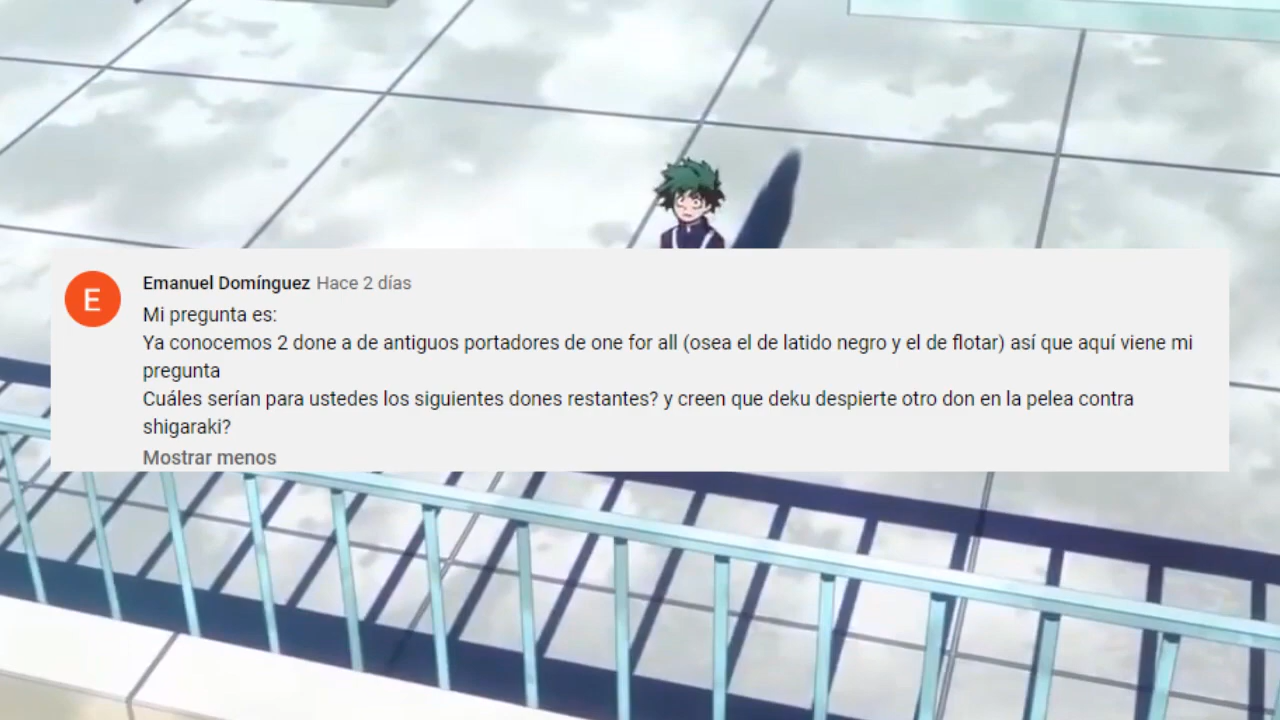 E
Emanuel Domínguez Hace 2 días
Mi pregunta es:
Ya conocemos 2 done a de antiguos portadores de one for all (osea el de latido negro y el de flotar) así que aquí viene mi
pregunta
Cuáles serían para ustedes los siguientes dones restantes? y creen que deku despierte otro don en la pelea contra
shigaraki?
Mostrar menos